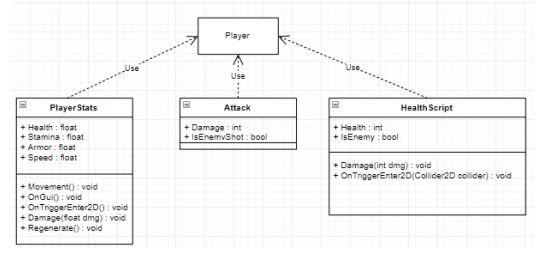 Player
Use
Use
Use
PlayerStats
+ Health : float
+ Stamina : float
+ Armor : float
+ Speed : float
+ Movement() : void
+ OnGui() : void
+ OnTriggerEnter2D() : void
+ Damage(float dmg) : void
+ Regenerate() : void
Attack
+ Damage : int
+ IsEnemyShot : bool
HealthScript
+ Health : int
+ IsEnemy : bool
+ Damage(int dmg) : void
+ OnTriggerEnter2D(Collider2D collider) : void